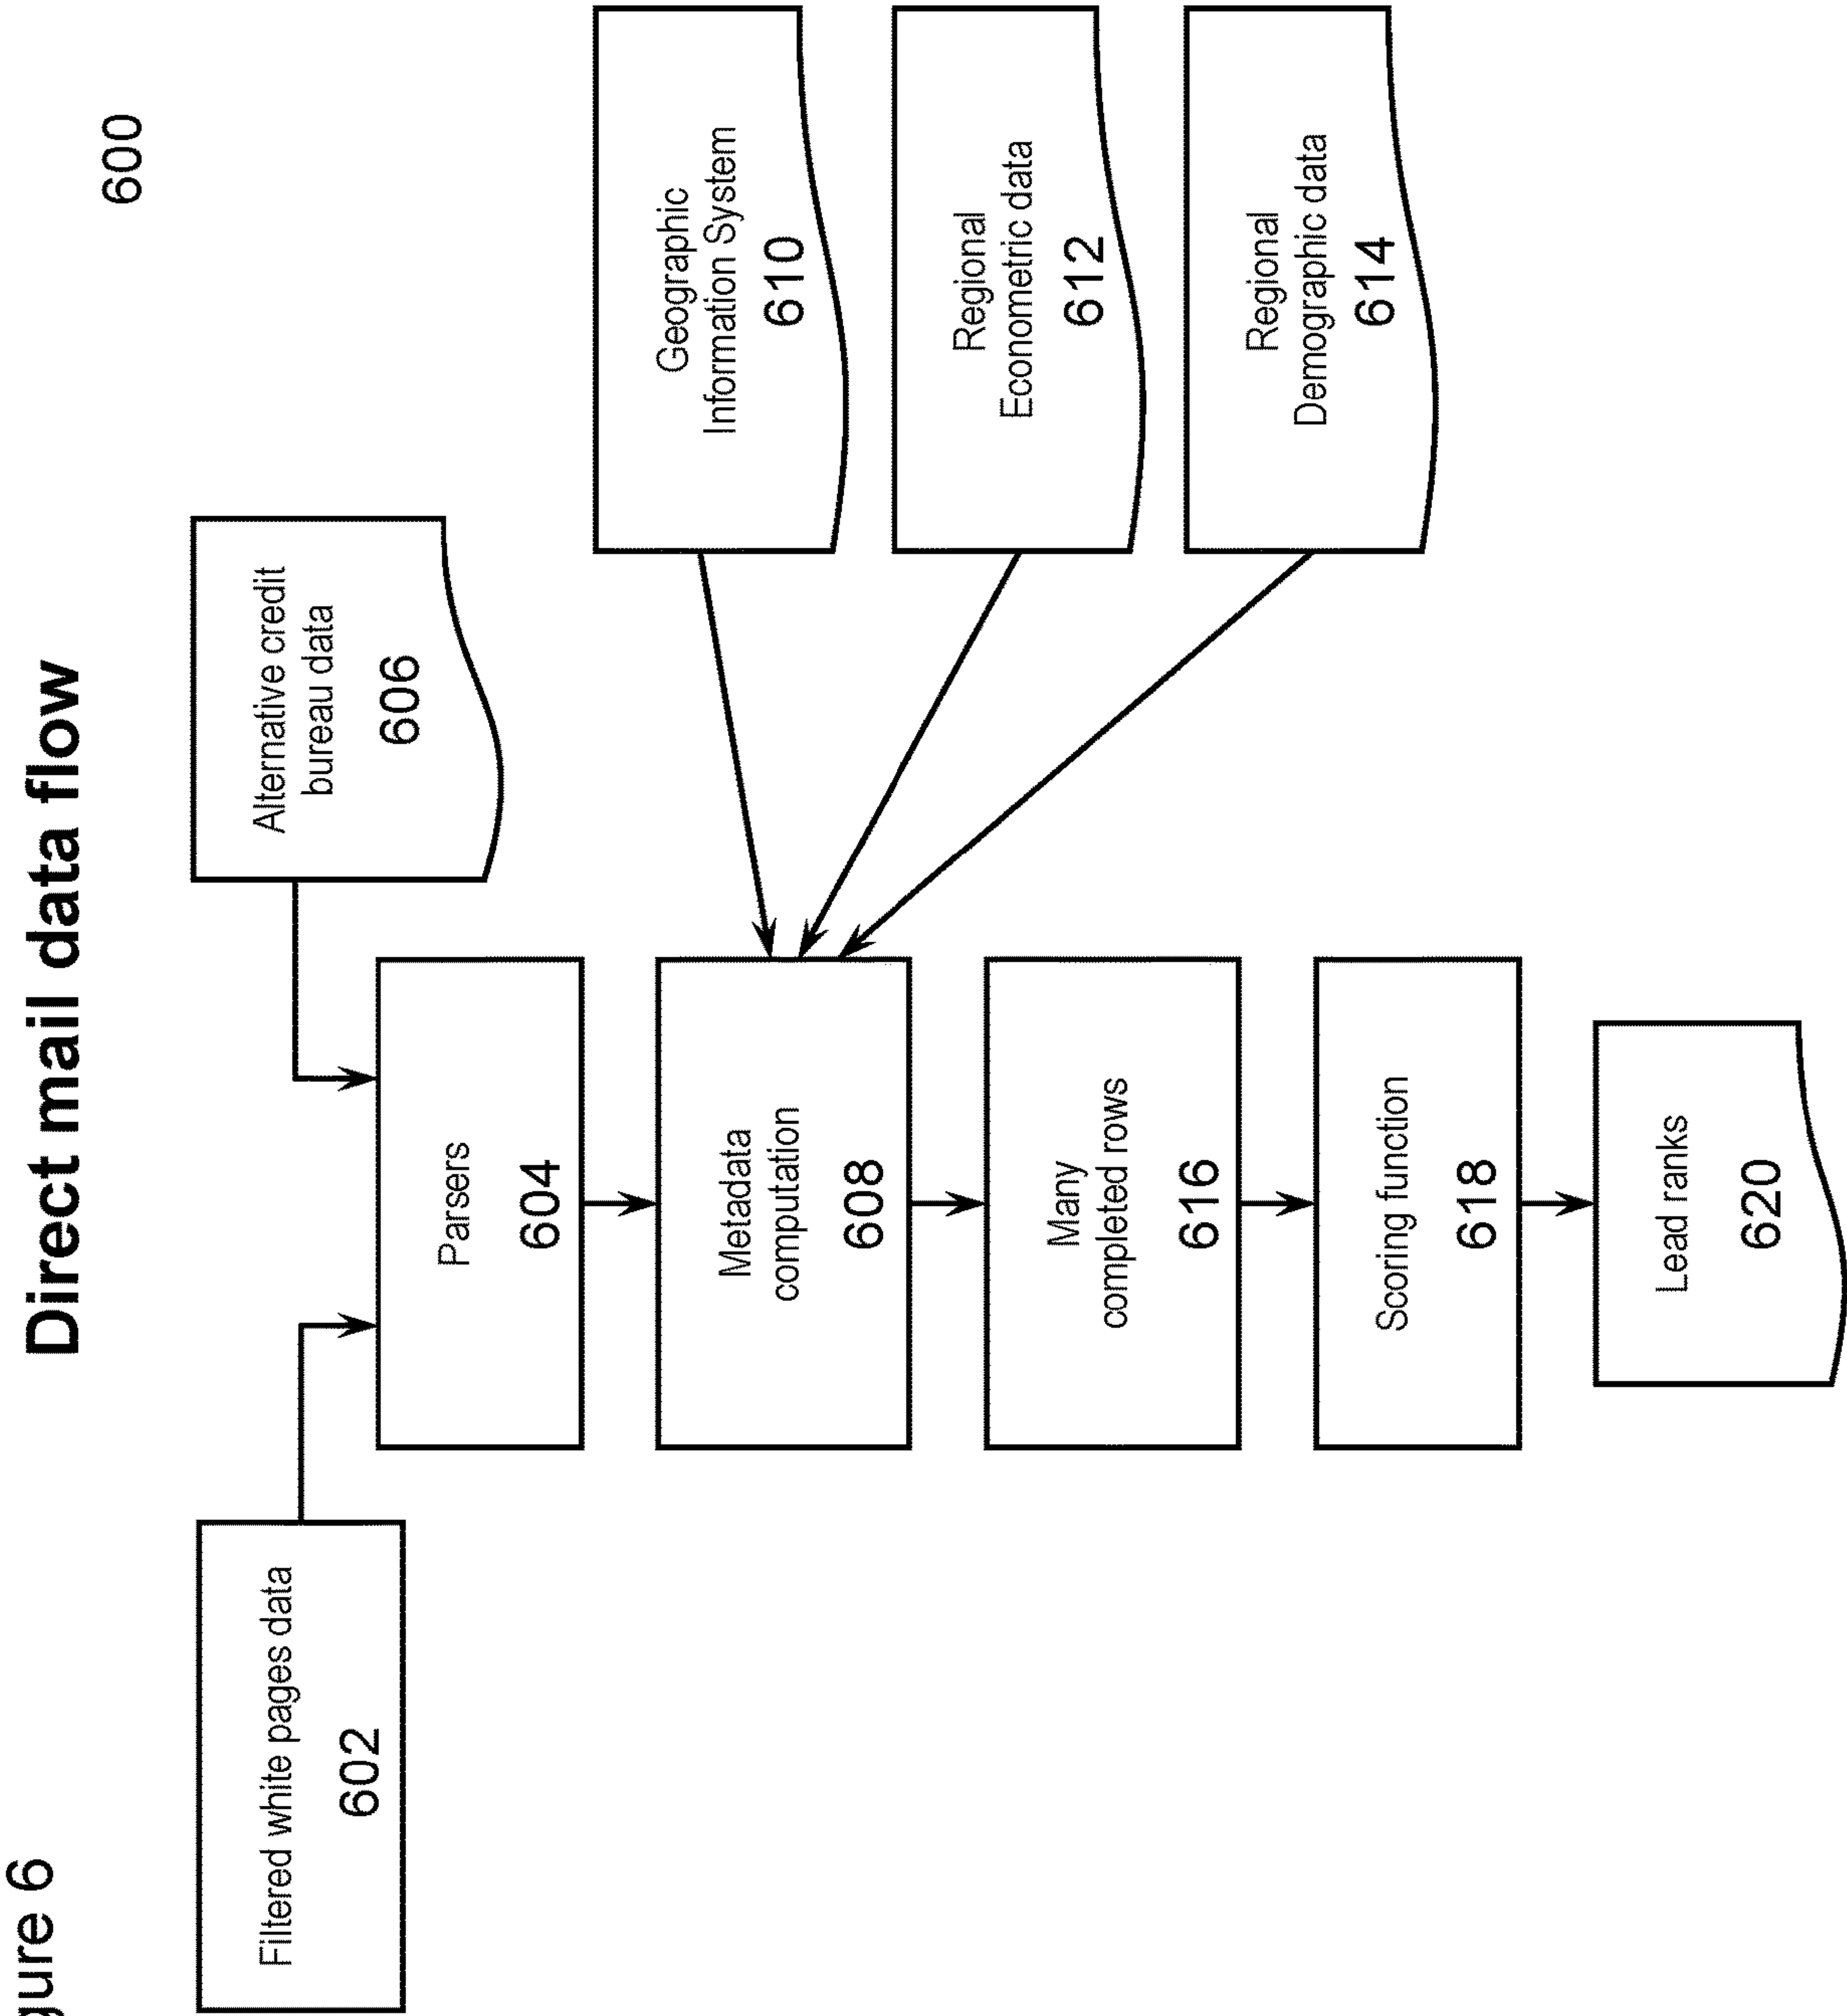 gure 6
Direct mail data flow
600
Filtered white pages data
602
Alternative credit
bureau data
606
Parsers
604
Metadata
computation
608
Geographic
Information System
610
Regional
Econometric data
612
Regional
Demographic data
614
Many
completed rows
616
Scoring function
618
Lead ranks
620